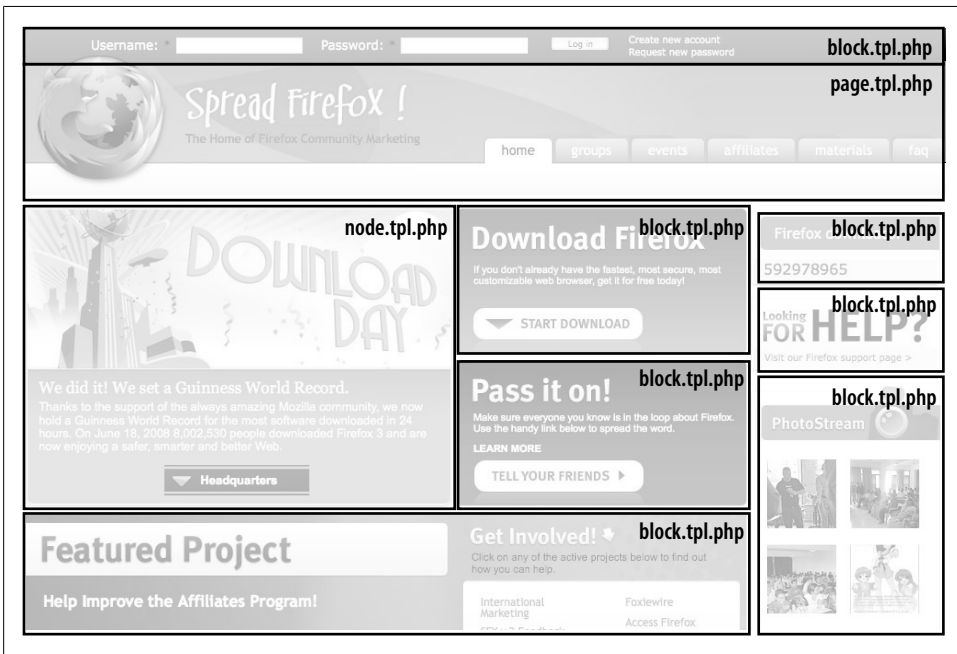 Username: *
Password: *
Log in
Create new account
Request new password
block.tpl.php
page.tpl.php
Spread Firefox !
The Home of Firefox Community Marketing
home
groups
events
affiliates
materials
faq
node.tpl.php
DOWNLOAD
DAY
We did it! We set a Guinness World Record.
Thanks to the support of the always amazing Mozilla community, we now
hold a Guinness World Record for the most software downloaded in 24
hours. On June 18, 2008 8,002,530 people downloaded Firefox 3 and are
now enjoying a safer, smarter and better Web.
Headquarters
block.tpl.php
Download Firefox
If you don't already have the fastest, most secure, most
customizable web browser, get it for free today!
START DOWNLOAD
block.tpl.php
Pass it on!
Make sure everyone you know is in the loop about Firefox.
Use the handy link below to spread the word.
LEARN MORE
TELL YOUR FRIENDS
block.tpl.php
Firefox
592978965
block.tpl.php
Looking
FOR HELP?
Visit our Firefox support page >
block.tpl.php
PhotoStream
Featured Project
Help Improve the Affiliates Program!
block.tpl.php
Get Involved!
Click on any of the active projects below to find out
how you can help.
International
Marketing
Foxiewire
Access Firefox